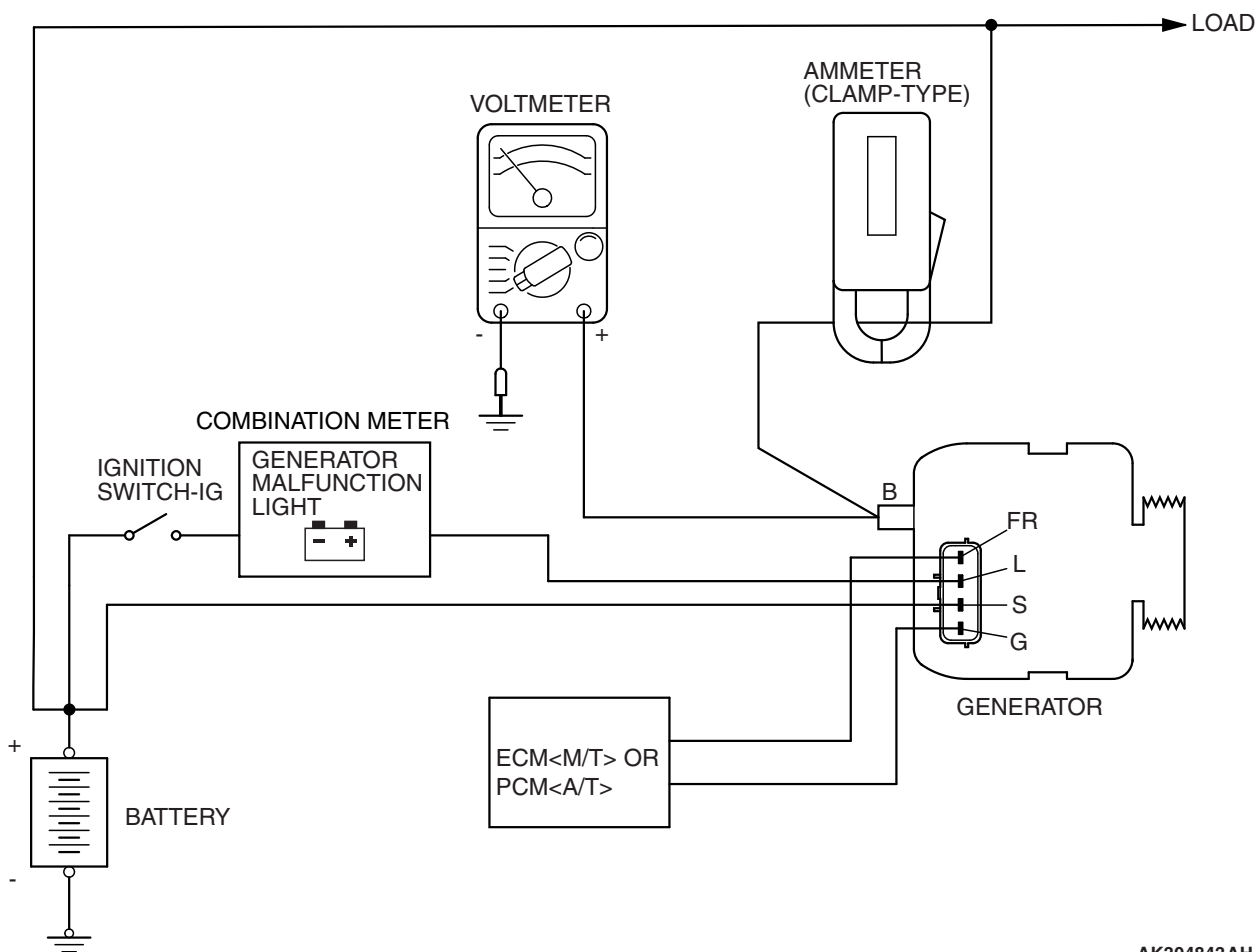 LOAD
AMMETER
(CLAMP-TYPE)
VOLTMETER
- +
COMBINATION METER
IGNITION
SWITCH-IG
GENERATOR
MALFUNCTION
LIGHT
- +
B
FR
L
S
G
GENERATOR
ECM<M/T> OR
PCM<A/T>
+
BATTERY
-